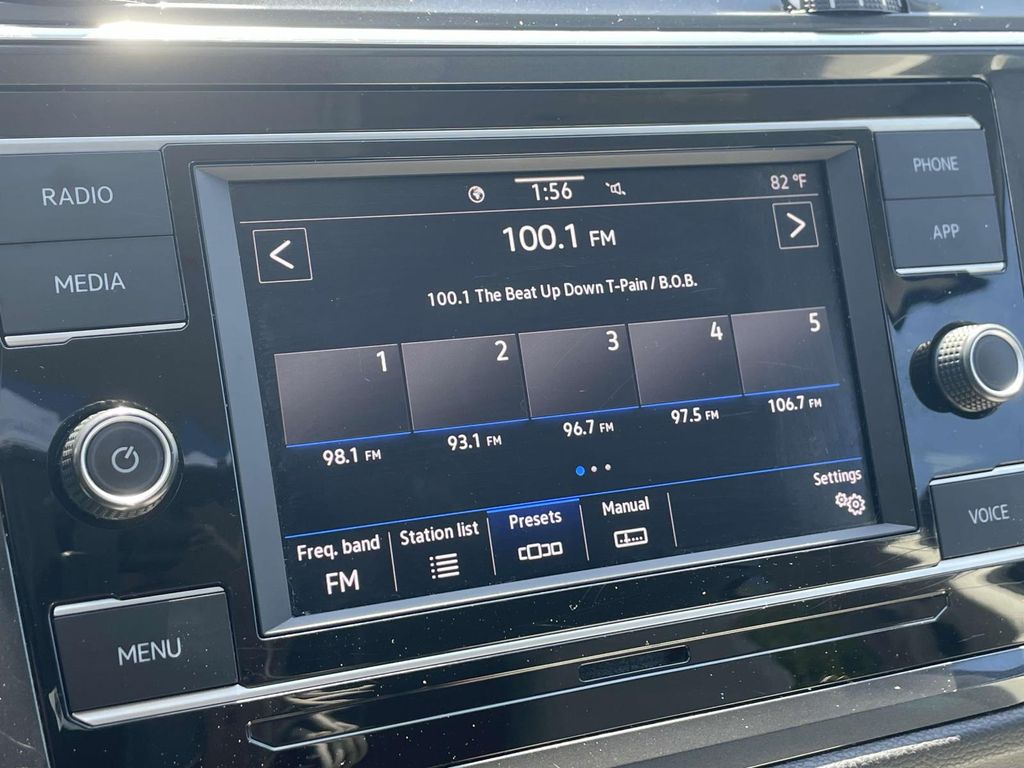 RADIO
MEDIA
MENU
PHONE
APP
VOICE
1:56
82 °F
<
100.1 FM
>
100.1 The Beat Up Down T-Pain / B.O.B.
1
2
3
4
5
98.1 FM
93.1 FM
96.7 FM
97.5 FM
106.7 FM
Freq. band
FM
Station list
Presets
Manual
Settings